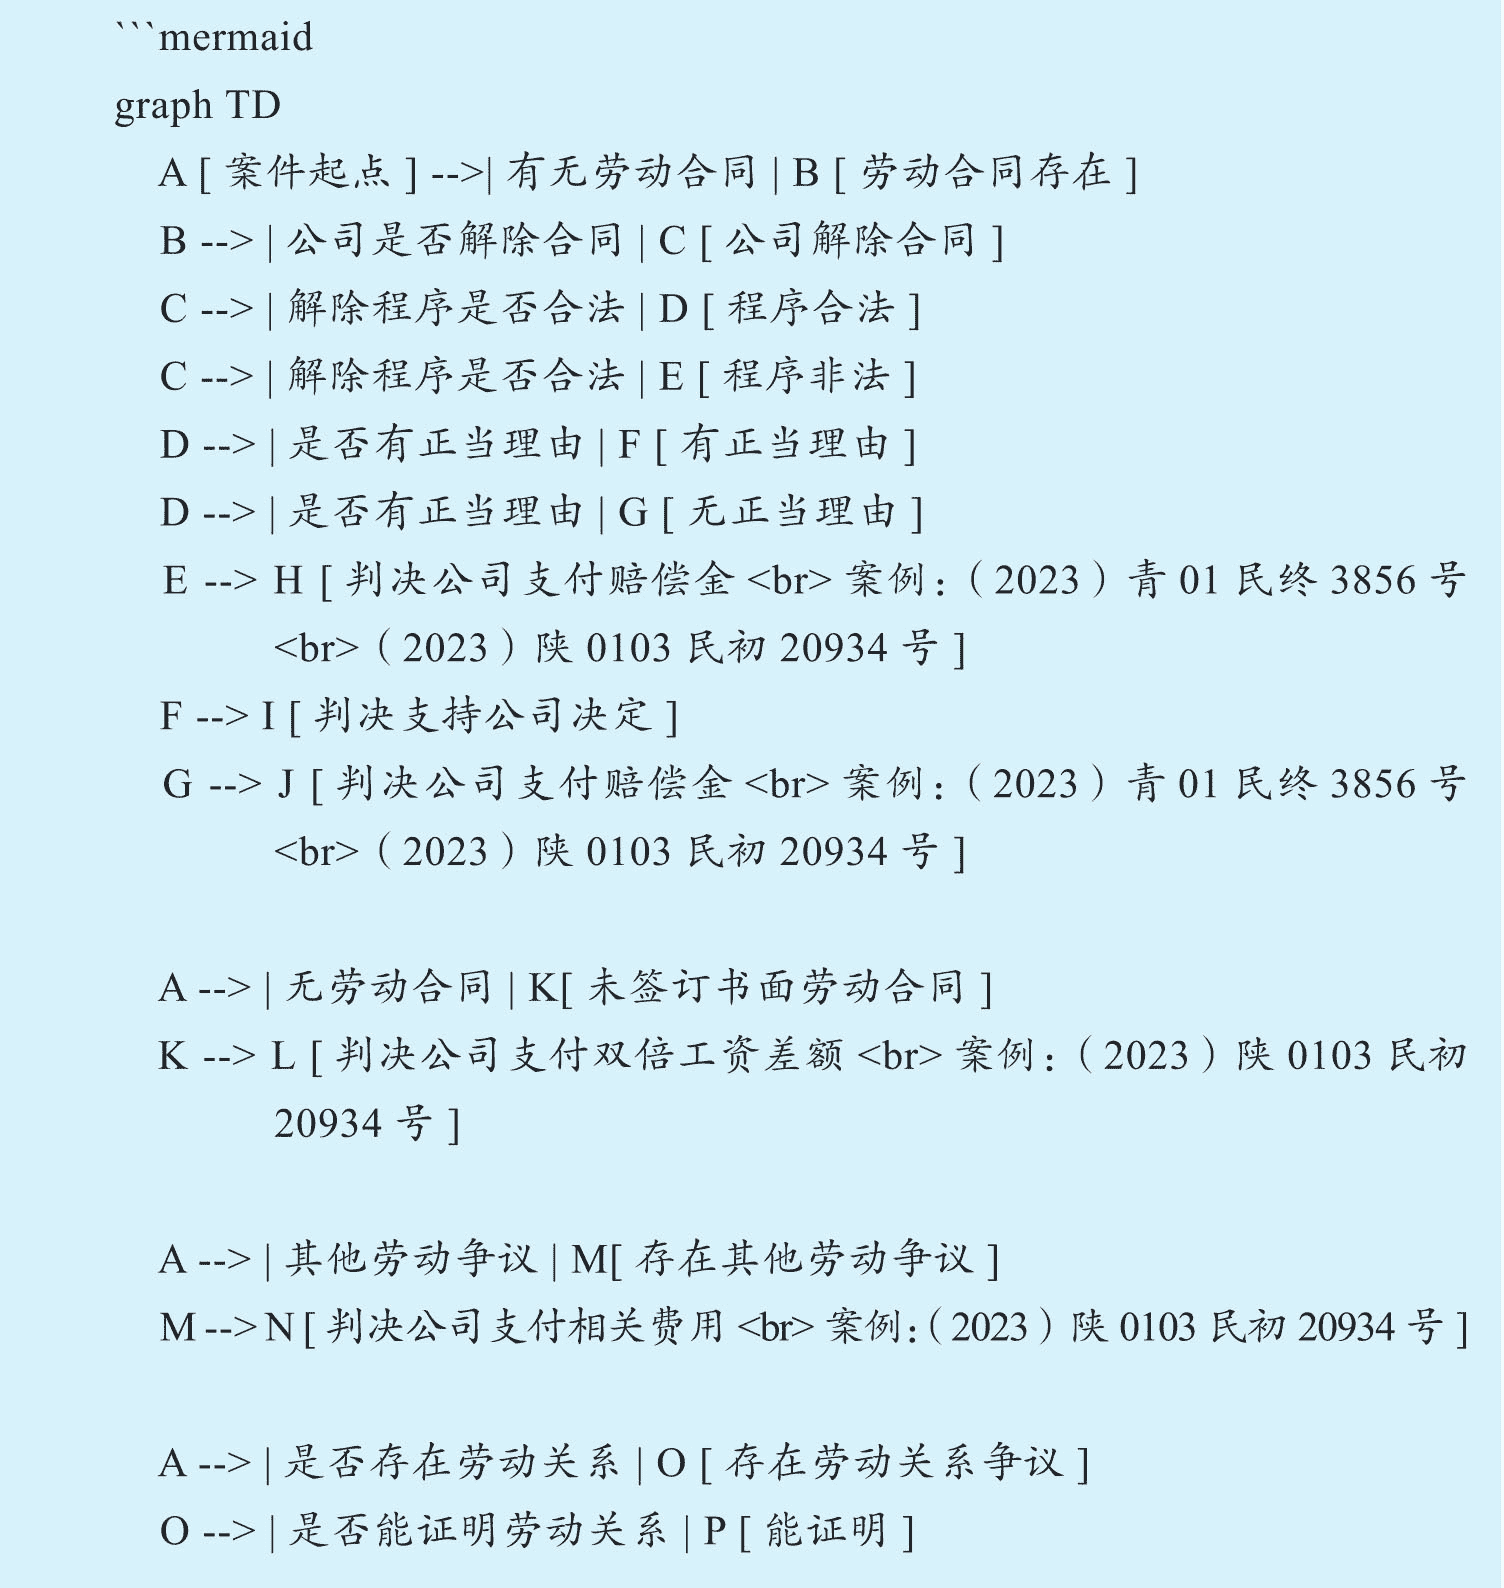 ```mermaid
graph TD
A [ 案件起点 ] -->| 有无劳动合同 | B [ 劳动合同存在 ]
B --> | 公司是否解除合同 | C [ 公司解除合同 ]
C --> | 解除程序是否合法 | D [ 程序合法 ]
C --> | 解除程序是否合法 | E [ 程序非法 ]
D --> | 是否有正当理由 | F [ 有正当理由 ]
D --> | 是否有正当理由 | G [ 无正当理由 ]
E --> H [ 判决公司支付赔偿金 <br> 案例：（2023）青 01 民终 3856 号
<br>（2023）陕 0103 民初 20934 号 ]
F --> I [ 判决支持公司决定 ]
G --> J [ 判决公司支付赔偿金 <br> 案例：（2023）青 01 民终 3856 号
<br>（2023）陕 0103 民初 20934 号 ]
A --> | 无劳动合同 | K[ 未签订书面劳动合同 ]
K --> L [ 判决公司支付双倍工资差额 <br> 案例：（2023）陕 0103 民初
20934 号 ]
A --> | 其他劳动争议 | M[ 存在其他劳动争议 ]
M --> N [ 判决公司支付相关费用 <br> 案例：（2023）陕 0103 民初 20934 号 ]
A --> | 是否存在劳动关系 | O [ 存在劳动关系争议 ]
O --> | 是否能证明劳动关系 | P [ 能证明 ]